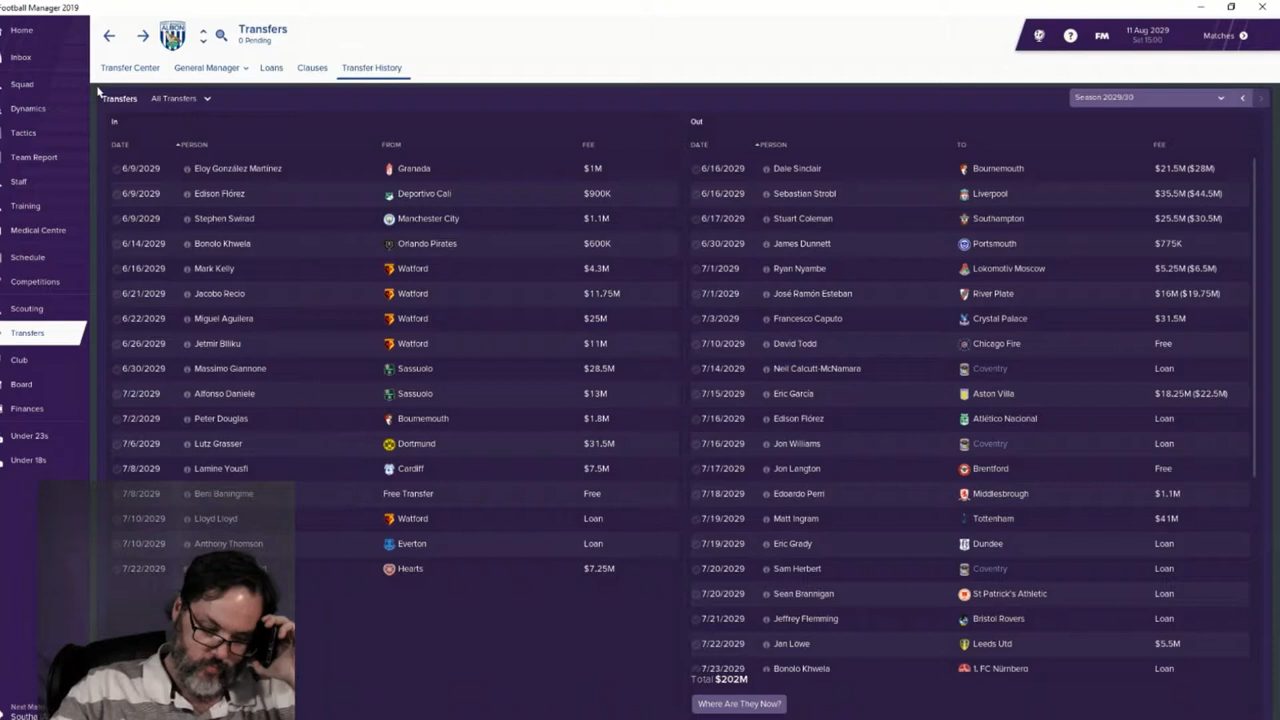 Football Manager 2019
Home
Inbox
Squad
Dynamics
Tactics
Team Report
Staff
Training
Medical Centre
Schedule
Competitions
Scouting
Transfers
Club
Board
Finances
Under 23s
Under 18s
Next Mat
Southa
ALBION
Transfers
0 Pending
FM
11 Aug 2029
Sat 15:00
Matches
Transfer Center General Manager Loans Clauses Transfer History
Transfers All Transfers
Season 2029/30
In
DATE PERSON FROM FEE
6/9/2029 Eloy González Martínez Granada $1M
6/9/2029 Edison Flórez Deportivo Cali $900K
6/9/2029 Stephen Swirad Manchester City $1.1M
6/14/2029 Bonolo Khwela Orlando Pirates $600K
6/16/2029 Mark Kelly Watford $4.3M
6/21/2029 Jacobo Recio Watford $11.75M
6/22/2029 Miguel Aguilera Watford $25M
6/26/2029 Jetmir Blliku Watford $11M
6/30/2029 Massimo Giannone Sassuolo $28.5M
7/2/2029 Alfonso Daniele Sassuolo $13M
7/2/2029 Peter Douglas Bournemouth $1.8M
7/6/2029 Lutz Grasser Dortmund $31.5M
7/8/2029 Lamine Yousfi Cardiff $7.5M
7/8/2029 Beni Baningime Free Transfer Free
7/10/2029 Lloyd Lloyd Watford Loan
7/10/2029 Anthony Thomson Everton Loan
7/22/2029 Hearts $7.25M
Out
DATE PERSON TO FEE
6/16/2029 Dale Sinclair Bournemouth $21.5M ($28M)
6/16/2029 Sebastian Strobl Liverpool $35.5M ($44.5M)
6/17/2029 Stuart Coleman Southampton $25.5M ($30.5M)
6/30/2029 James Dunnett Portsmouth $775K
7/1/2029 Ryan Nyambe Lokomotiv Moscow $5.25M ($6.5M)
7/1/2029 José Ramón Esteban River Plate $16M ($19.75M)
7/3/2029 Francesco Caputo Crystal Palace $31.5M
7/10/2029 David Todd Chicago Fire Free
7/14/2029 Neil Calcutt-McNamara Coventry Loan
7/15/2029 Eric García Aston Villa $18.25M ($22.5M)
7/16/2029 Edison Flórez Atlético Nacional Loan
7/16/2029 Jon Williams Coventry Loan
7/17/2029 Jon Langton Brentford Free
7/18/2029 Edoardo Perri Middlesbrough $1.1M
7/19/2029 Matt Ingram Tottenham $41M
7/19/2029 Eric Grady Dundee Loan
7/20/2029 Sam Herbert Coventry Loan
7/20/2029 Sean Brannigan St Patrick's Athletic Loan
7/21/2029 Jeffrey Flemming Bristol Rovers Loan
7/22/2029 Jan Lowe Leeds Utd $5.5M
7/23/2029 Bonolo Khwela 1. FC Nürnberg Loan
Total $202M
Where Are They Now?